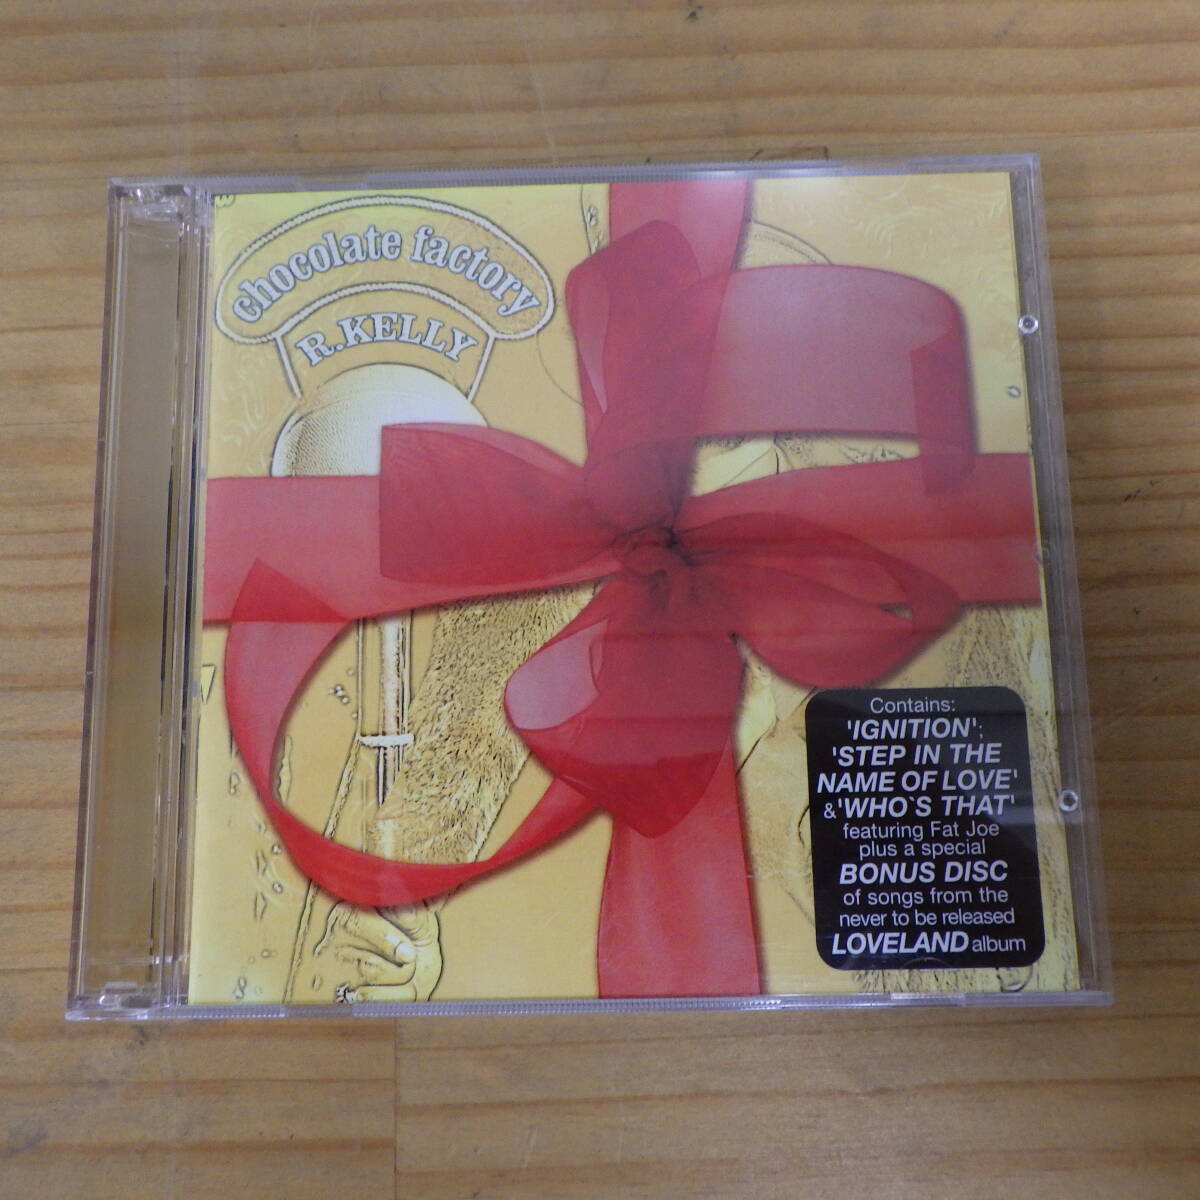 chocolate factory
R.KELLY
Contains:
'IGNITION';
'STEP IN THE
NAME OF LOVE'
&'WHO`S THAT'
featuring Fat Joe
plus a special
BONUS DISC
of songs from the
never to be released
LOVELAND album